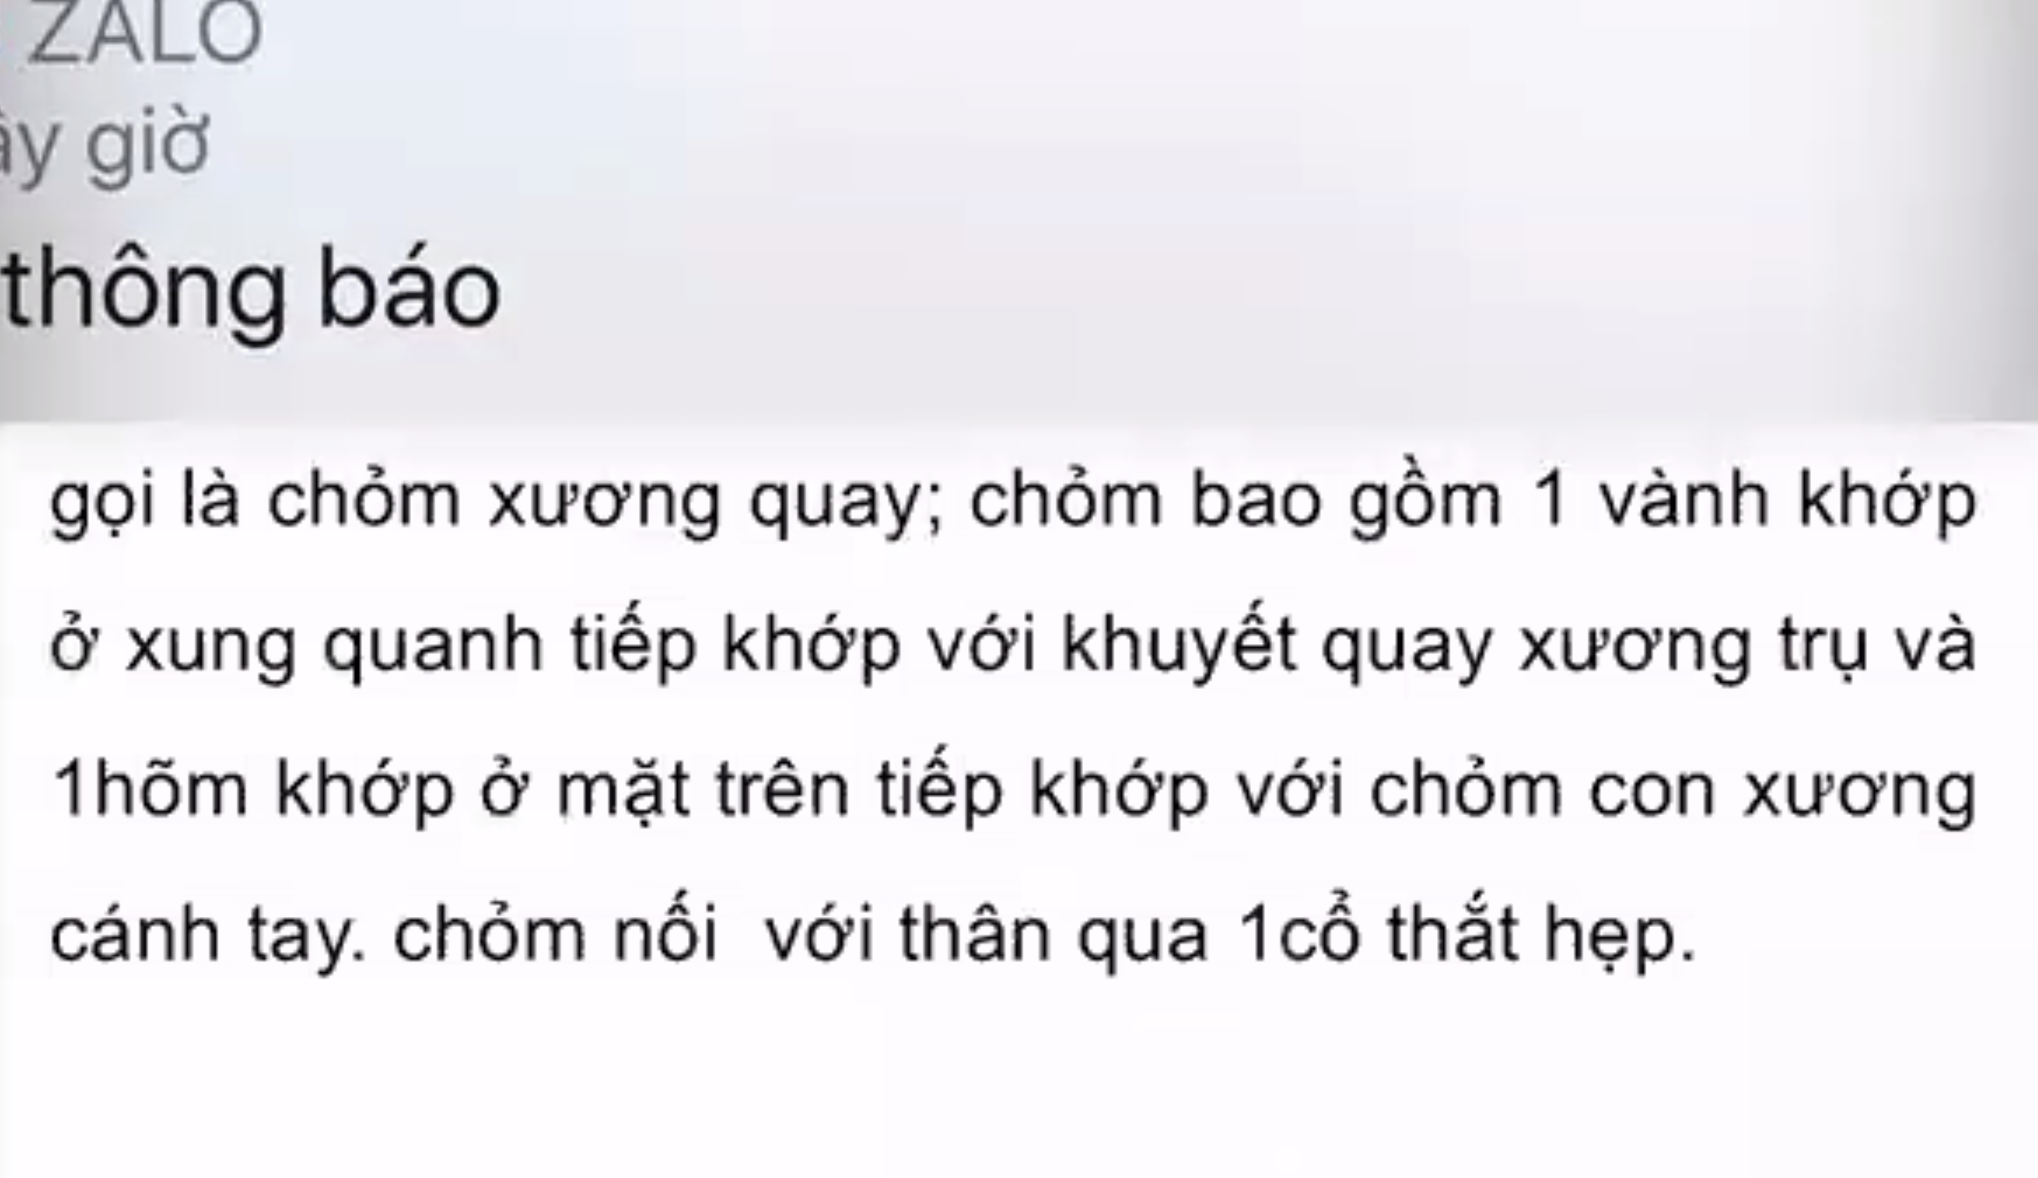 ZALO
giờ
thông báo
gọi là chỏm xương quay; chỏm bao gồm 1 vành khớp
ở xung quanh tiếp khớp với khuyết quay xương trụ và
1hõm khớp ở mặt trên tiếp khớp với chỏm con xương
cánh tay. chỏm nối với thân qua 1cổ thắt hẹp.